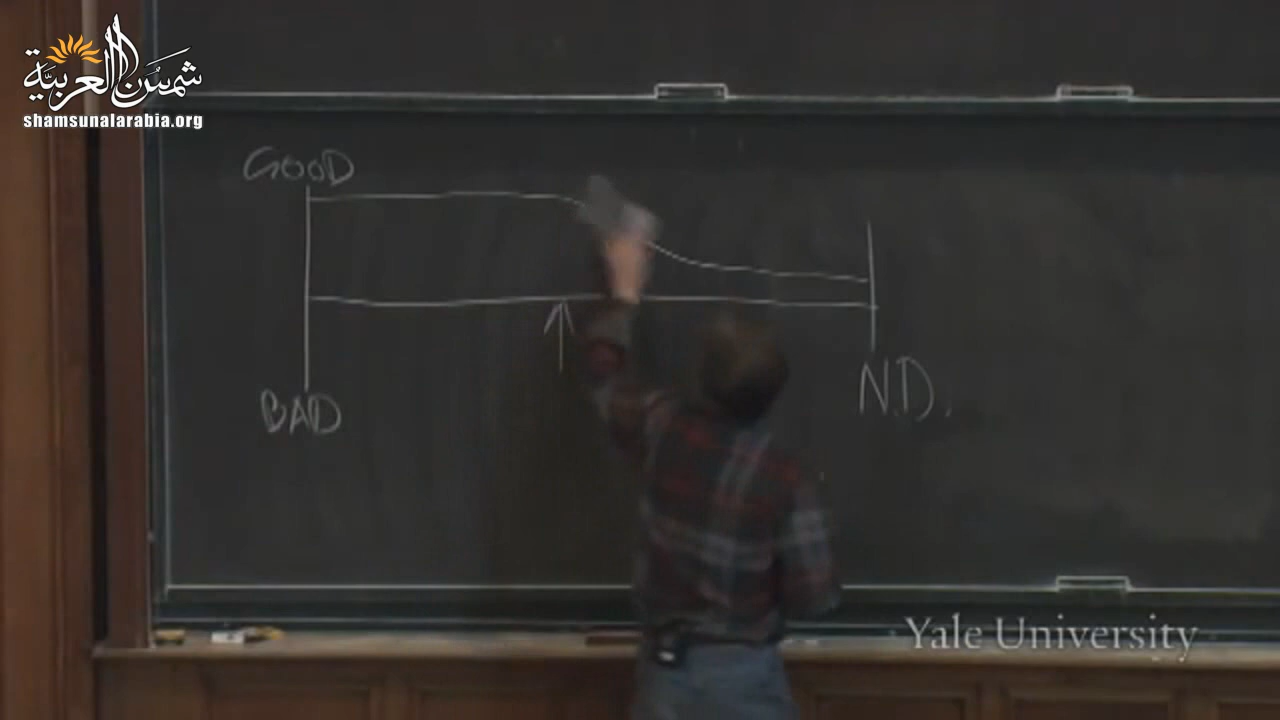 شمس العربية
shamsunalarabia.org
GOOD
BAD
N.D.
Yale University